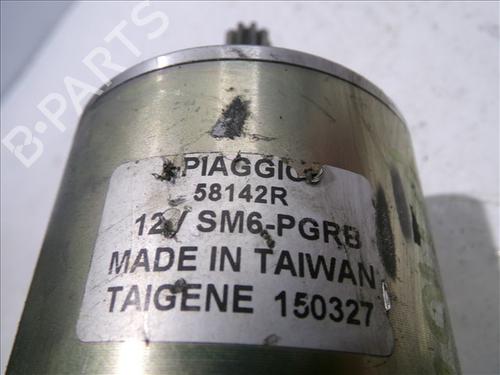 B-PARTS
PIAGGIO
58142R
12V SM6-PGRB
MADE IN TAIWAN
TAIGENE 150327